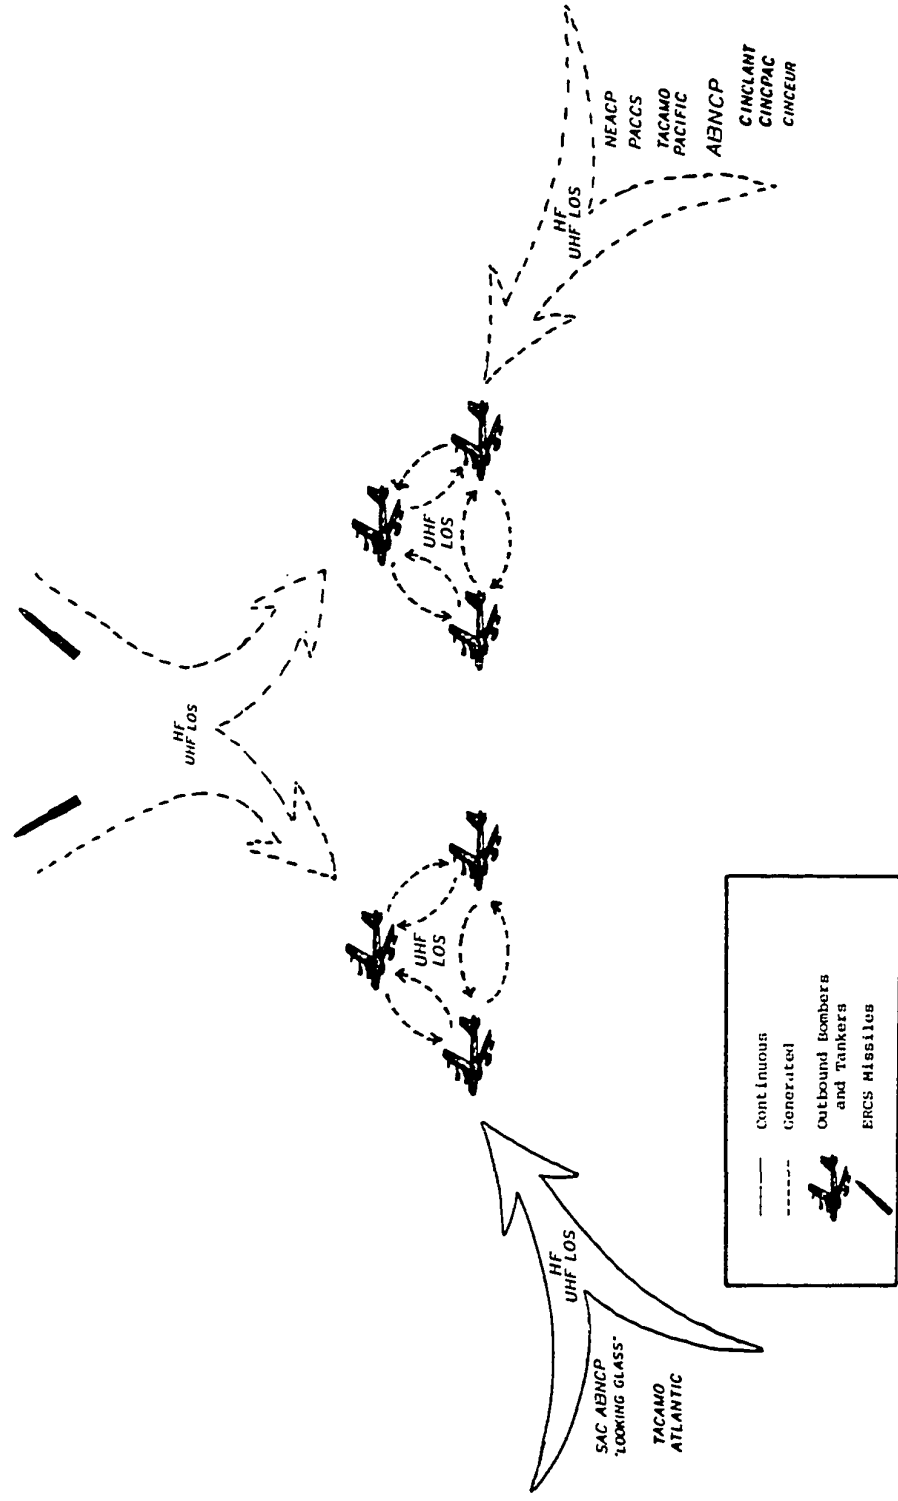 HF
UHF LOS
UHF
LOS
UHF
LOS
SAC ABNCP
"LOOKING GLASS"
TACAMO
ATLANTIC
HF
UHF LOS
HF
UHF LOS
NEACP
PACCS
TACAMO
PACIFIC
ABNCP
CINCLANT
CINCPAC
CINCEUR
Continuous
Generated
Outbound Bombers
and Tankers
ERCS Missiles